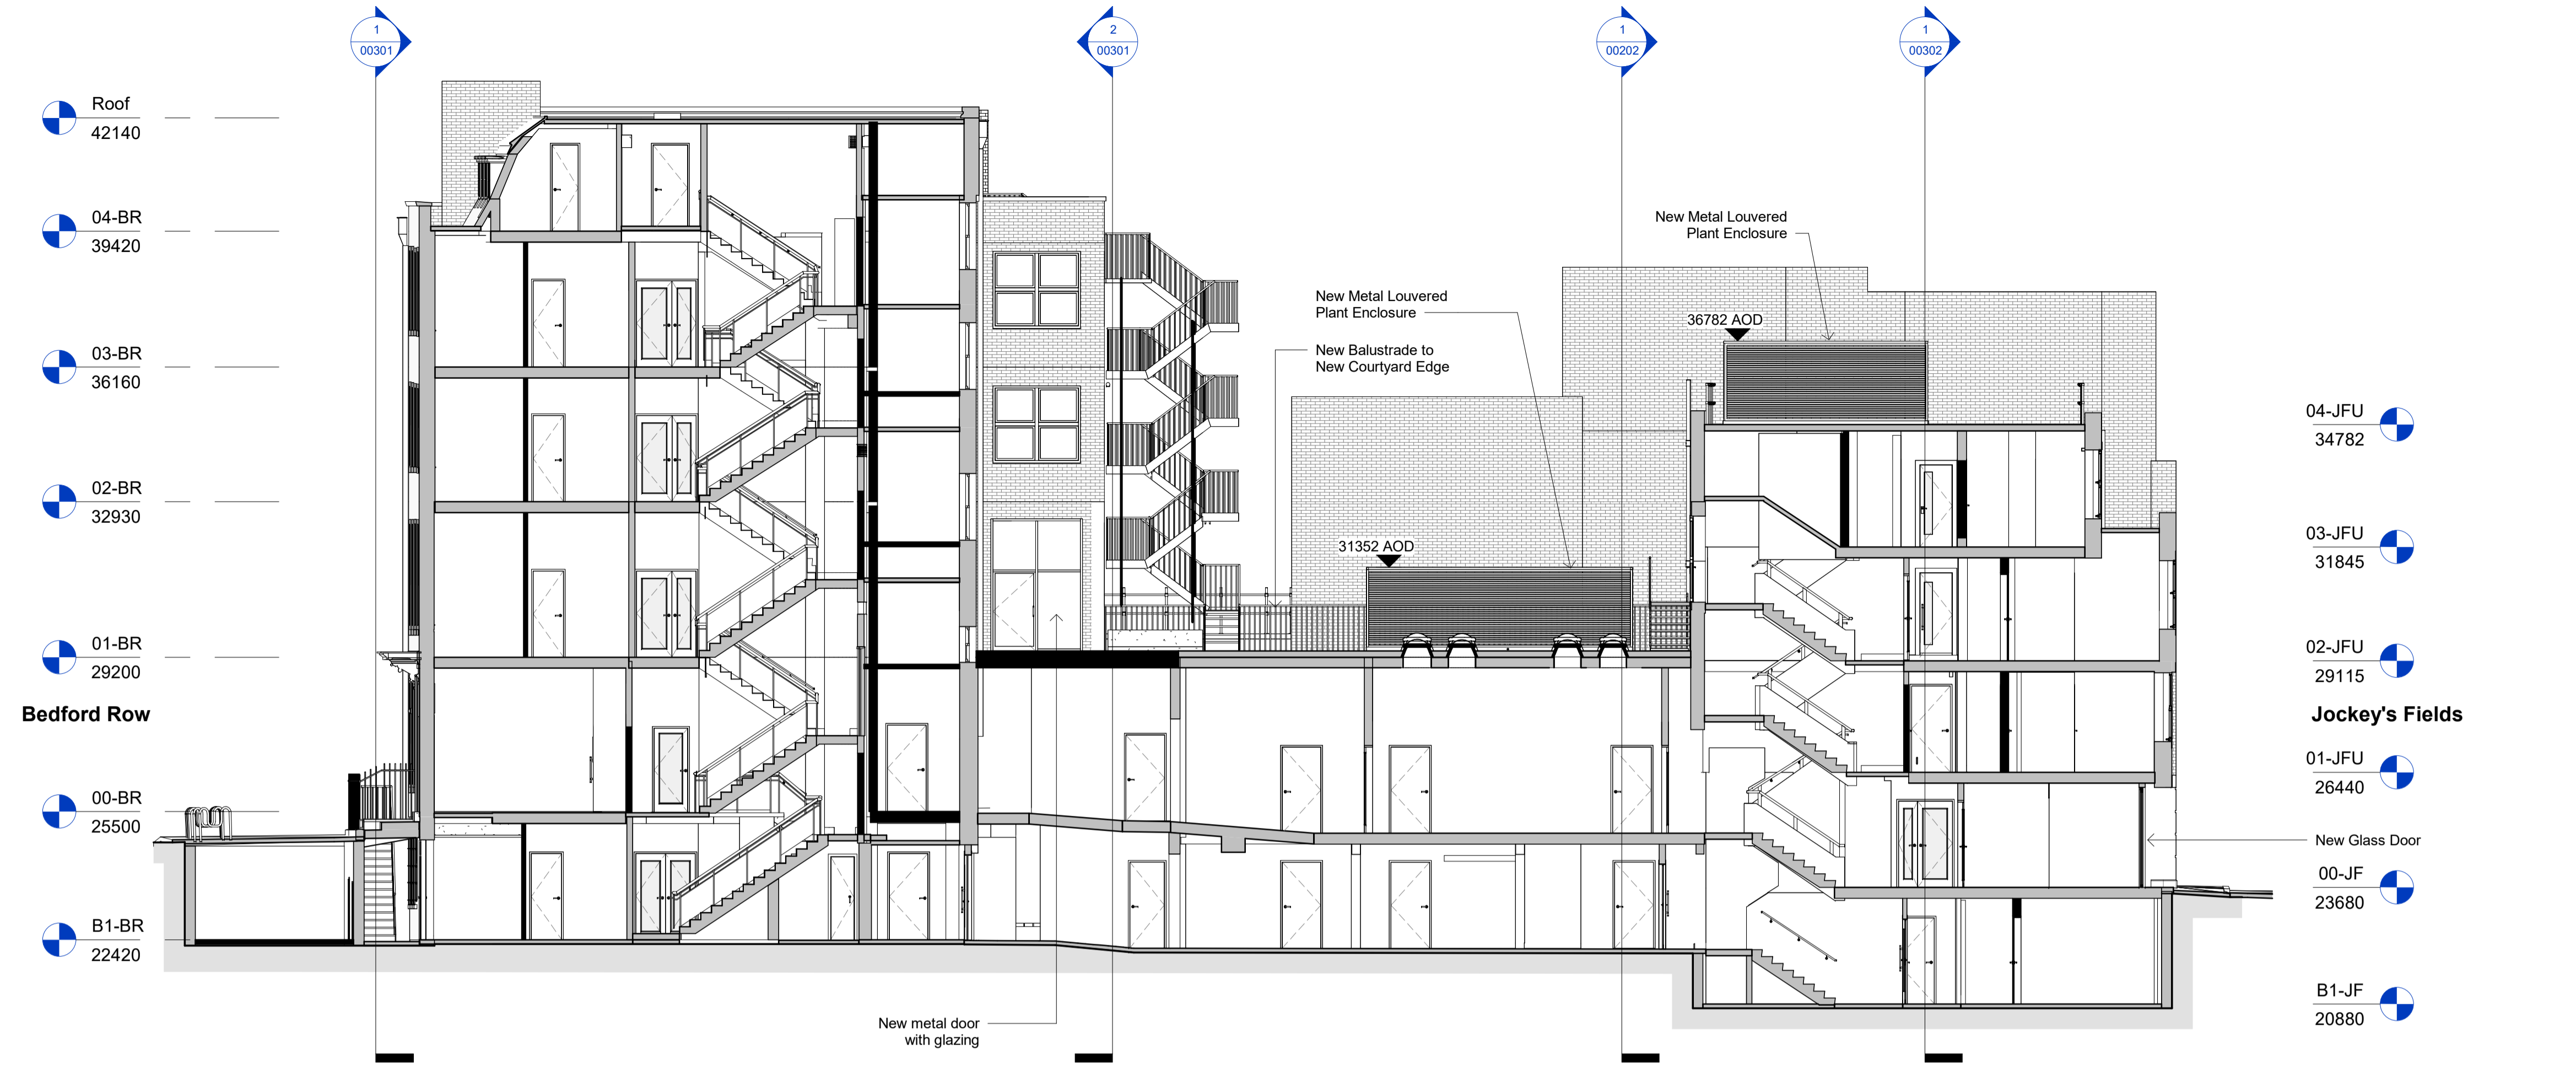 1
00301
2
00301
1
00202
1
00302
Roof
42140
04-BR
39420
03-BR
36160
02-BR
32930
01-BR
29200
Bedford Row
00-BR
25500
B1-BR
22420
New Metal Louvered
Plant Enclosure
36782 AOD
New Metal Louvered
Plant Enclosure
New Balustrade to
New Courtyard Edge
31352 AOD
New metal door
with glazing
04-JFU
34782
03-JFU
31845
02-JFU
29115
Jockey's Fields
01-JFU
26440
New Glass Door
00-JF
23680
B1-JF
20880